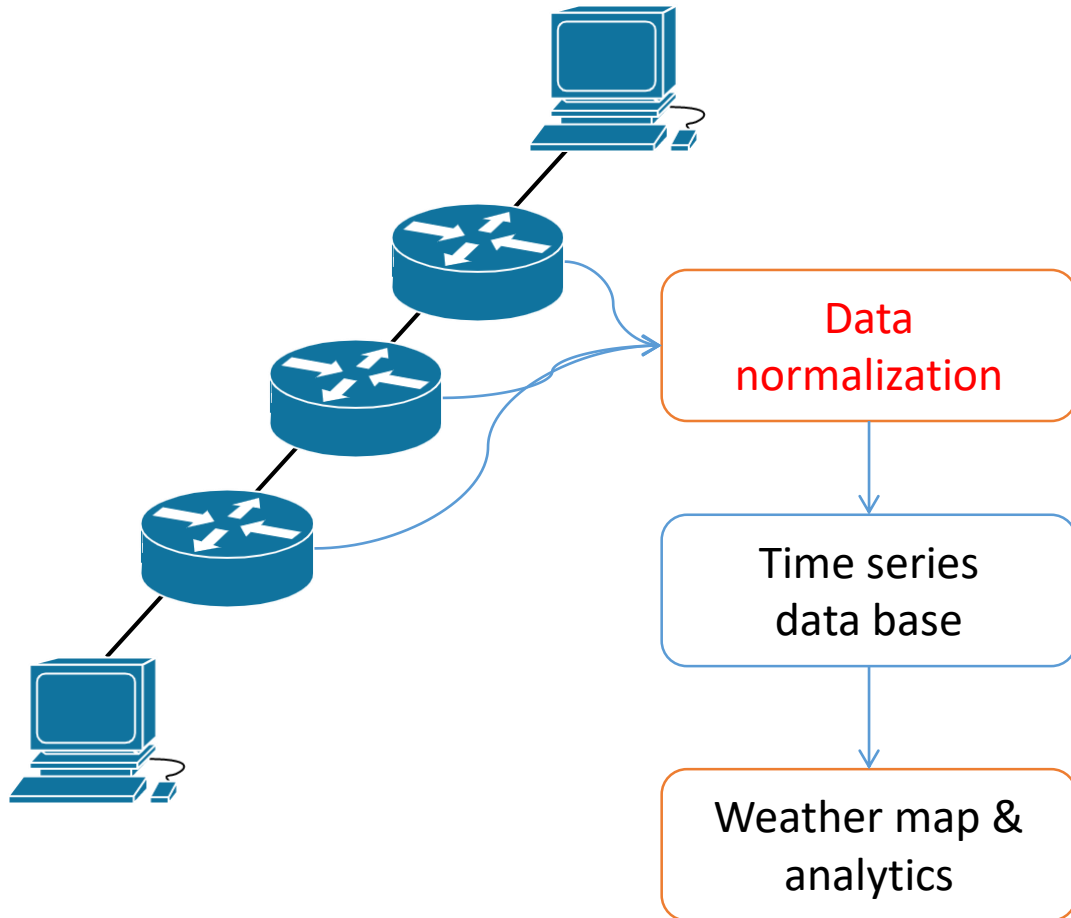 Data
normalization
Time series
data base
Weather map &
analytics